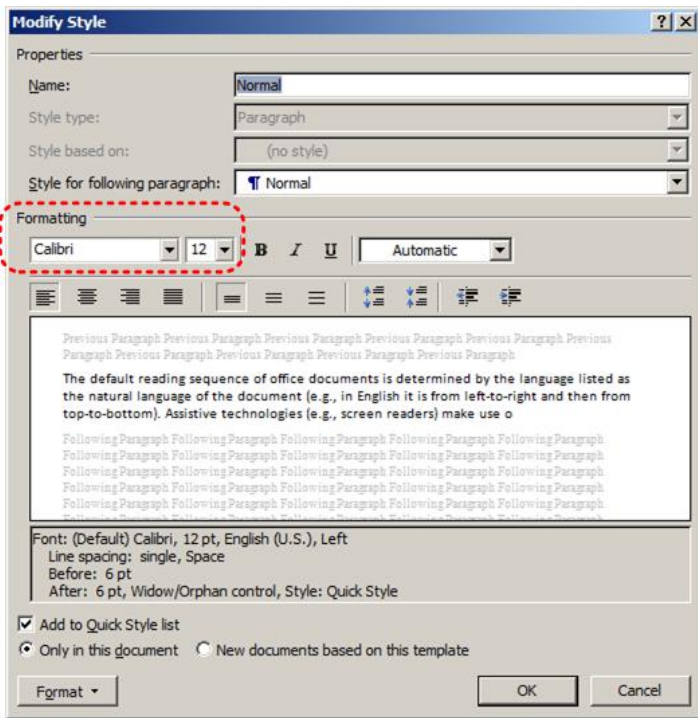 Modify Style
Properties
Name: Normal
Style type: Paragraph
Style based on: (no style)
Style for following paragraph: ¶ Normal
Formatting
Calibri 12 B I U Automatic
Previous Paragraph Previous Paragraph Previous Paragraph Previous Paragraph Previous Paragraph Previous
Paragraph Previous Paragraph Previous Paragraph Previous Paragraph Previous Paragraph
The default reading sequence of office documents is determined by the language listed as
the natural language of the document (e.g., in English it is from left-to-right and then from
top-to-bottom). Assistive technologies (e.g., screen readers) make use o
Following Paragraph Following Paragraph Following Paragraph Following Paragraph Following Paragraph
Following Paragraph Following Paragraph Following Paragraph Following Paragraph Following Paragraph
Following Paragraph Following Paragraph Following Paragraph Following Paragraph Following Paragraph
Following Paragraph Following Paragraph Following Paragraph Following Paragraph Following Paragraph
Following Paragraph Following Paragraph Following Paragraph Following Paragraph Following Paragraph
Following Paragraph Following Paragraph Following Paragraph Following Paragraph Following Paragraph
Font: (Default) Calibri, 12 pt, English (U.S.), Left
Line spacing: single, Space
Before: 6 pt
After: 6 pt, Widow/Orphan control, Style: Quick Style
Add to Quick Style list
Only in this document New documents based on this template
Format OK Cancel